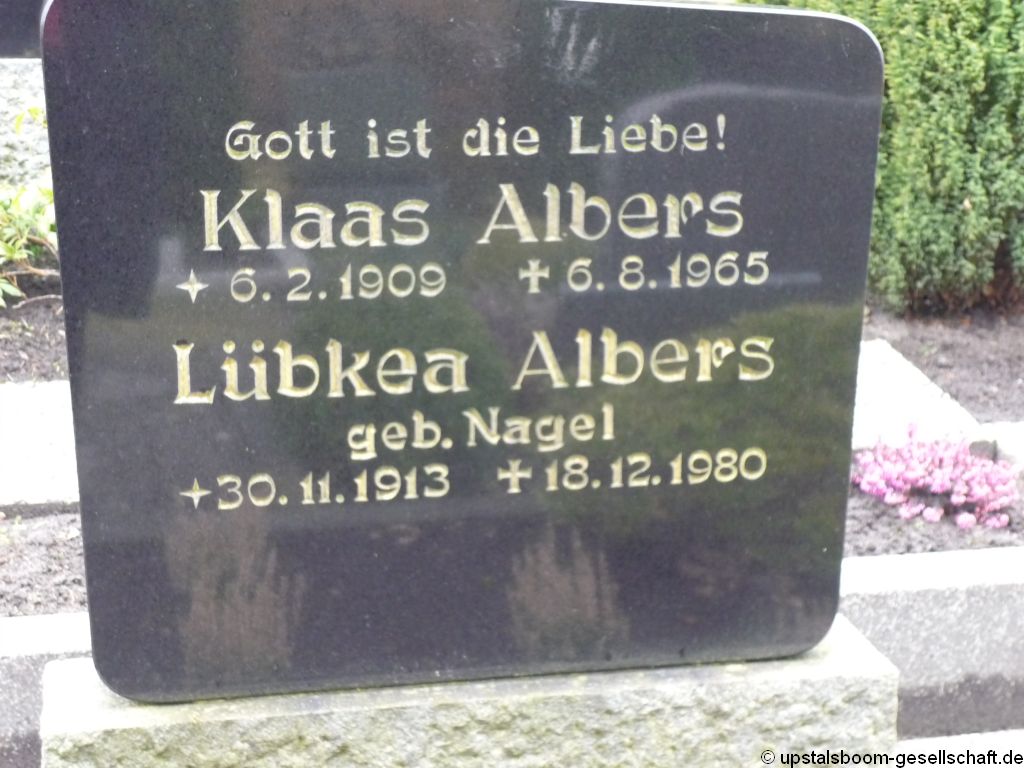 Gott ist die Liebe!
Klaas Albers
✦ 6.2.1909 ✝ 6.8.1965
Lübkea Albers
geb. Nagel
✦ 30.11.1913 ✝ 18.12.1980
© upstalsboom-gesellschaft.de